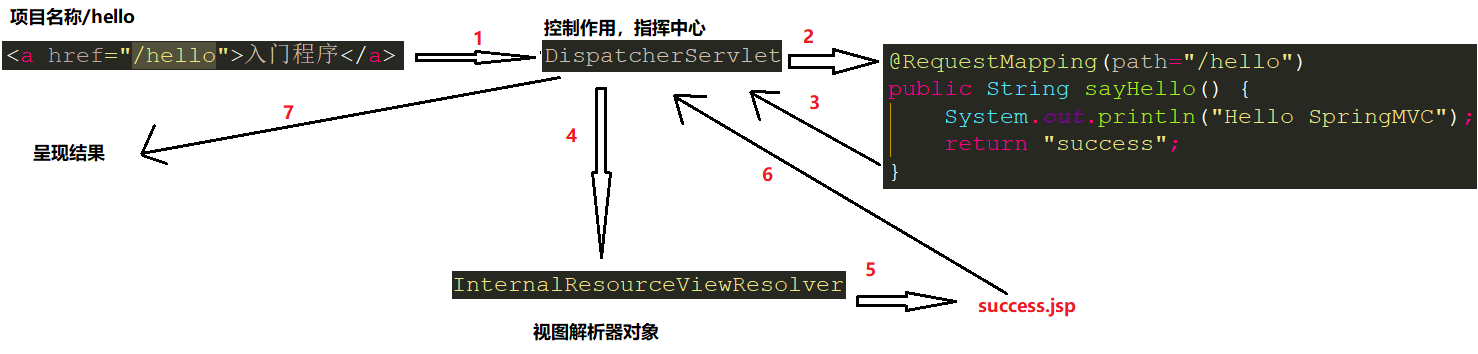 项目名称/hello
<a href="/hello">入门程序</a>
1
控制作用，指挥中心
DispatcherServlet
2
@RequestMapping(path="/hello")
public String sayHello() {
System.out.println("Hello SpringMVC");
return "success";
}
3
7
呈现结果
4
6
InternalResourceViewResolver
5
success.jsp
视图解析器对象